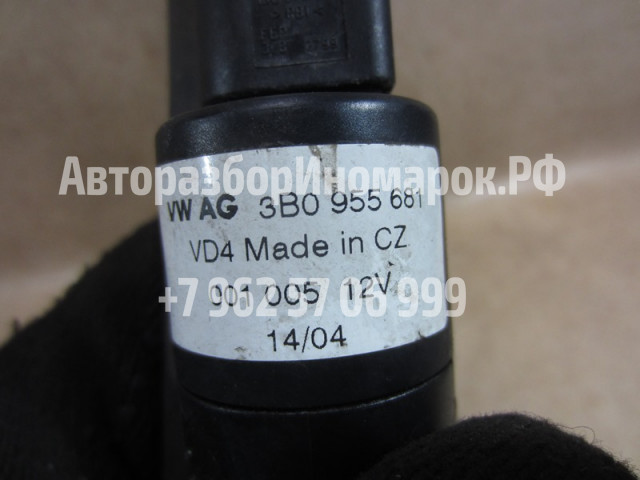 АвторазборИномарок.РФ
VW AG 3B0 955 681
VD4 Made in CZ
+7 962 57 06 999
001 005 12V
14/04